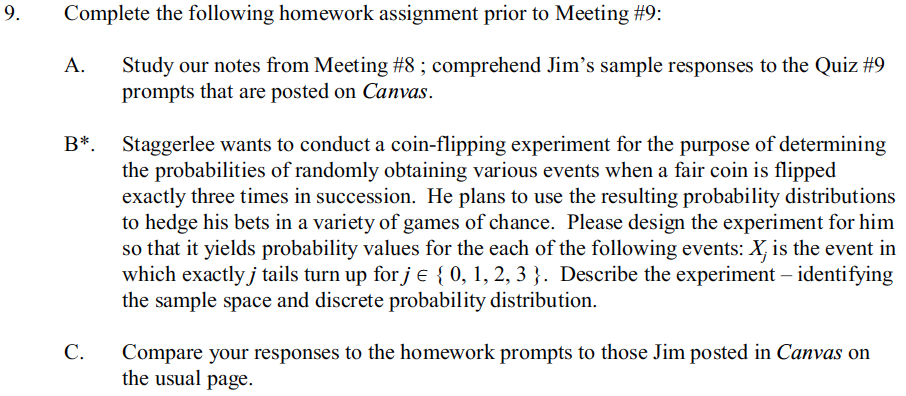 9. Complete the following homework assignment prior to Meeting #9:
A. Study our notes from Meeting #8 ; comprehend Jim's sample responses to the Quiz #9
prompts that are posted on Canvas.
B*. Staggerlee wants to conduct a coin-flipping experiment for the purpose of determining
the probabilities of randomly obtaining various events when a fair coin is flipped
exactly three times in succession. He plans to use the resulting probability distributions
to hedge his bets in a variety of games of chance. Please design the experiment for him
so that it yields probability values for the each of the following events: Xj is the event in
which exactly j tails turn up for j ∈ { 0, 1, 2, 3 }. Describe the experiment – identifying
the sample space and discrete probability distribution.
C. Compare your responses to the homework prompts to those Jim posted in Canvas on
the usual page.